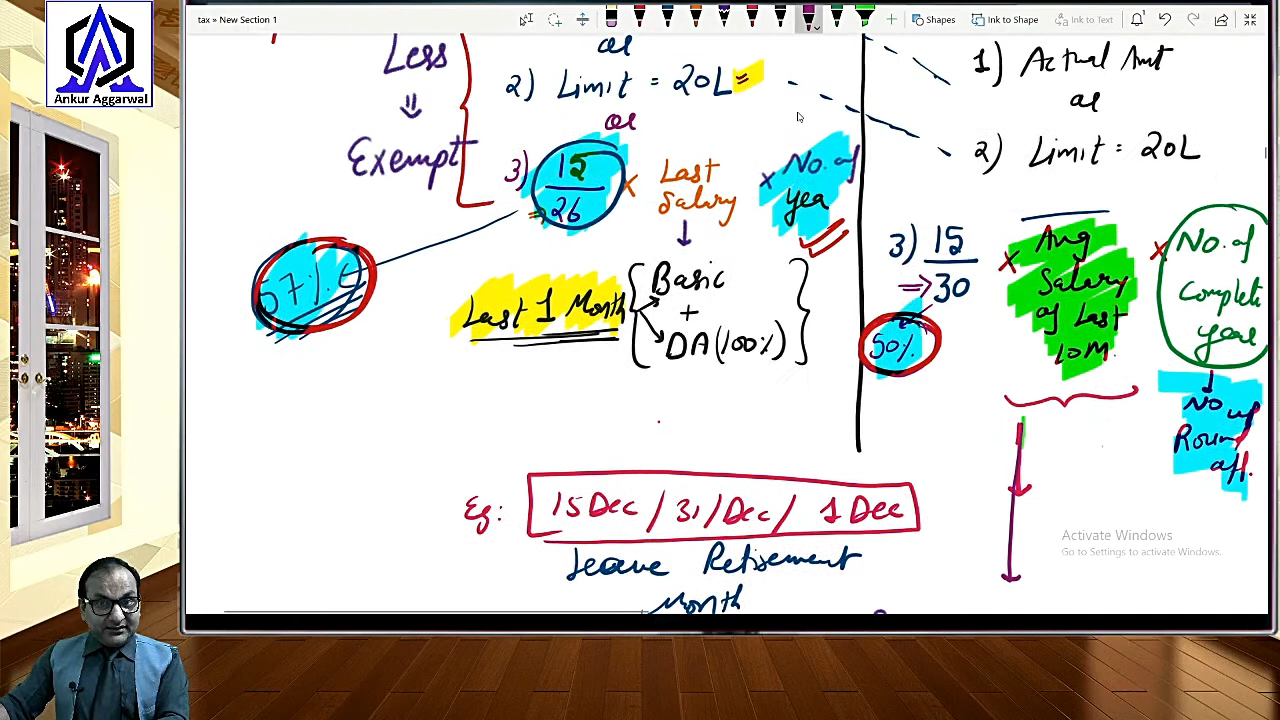 Ankur Aggarwal
tax » New Section 1
Shapes
Ink to Shape
Ink to Text
Less
⇓
Exempt
or
2) Limit = 20L =
or
3) 15/26 x Last Salary x No. of year
57%
Last 1 Month
Basic
+
DA (100%)
1) Actual Amt
or
2) Limit = 20L
3) 15
⇒ 30
50%
x Avg
Salary
of Last
10M.
x No. of
Complete
year
No
Round
off.
Eg: 15 Dec / 31/Dec / 1 Dec
Leave Retirement
Month
Activate Windows
Go to Settings to activate Windows.